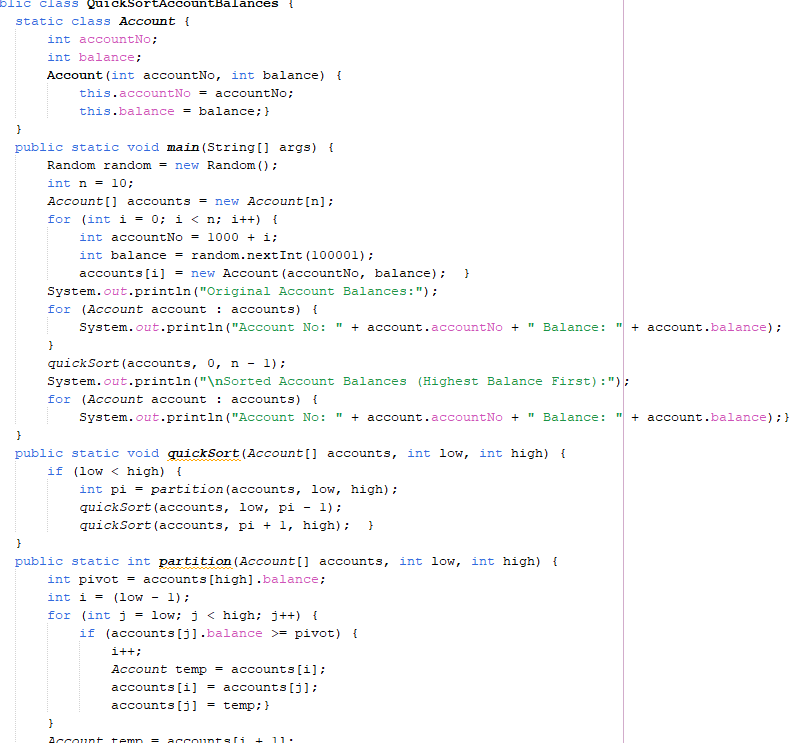 blic class QuickSortAccountBalances {
static class Account {
int accountNo;
int balance;
Account(int accountNo, int balance) {
this.accountNo = accountNo;
this.balance = balance;}
}
public static void main(String[] args) {
Random random = new Random();
int n = 10;
Account[] accounts = new Account[n];
for (int i = 0; i < n; i++) {
int accountNo = 1000 + i;
int balance = random.nextInt(100001);
accounts[i] = new Account(accountNo, balance);  }
System.out.println("Original Account Balances:");
for (Account account : accounts) {
System.out.println("Account No: " + account.accountNo + " Balance: " + account.balance);
}
quickSort(accounts, 0, n - 1);
System.out.println("\nSorted Account Balances (Highest Balance First):");
for (Account account : accounts) {
System.out.println("Account No: " + account.accountNo + " Balance: " + account.balance);}
}
public static void quickSort(Account[] accounts, int low, int high) {
if (low < high) {
int pi = partition(accounts, low, high);
quickSort(accounts, low, pi - 1);
quickSort(accounts, pi + 1, high);  }
}
public static int partition(Account[] accounts, int low, int high) {
int pivot = accounts[high].balance;
int i = (low - 1);
for (int j = low; j < high; j++) {
if (accounts[j].balance >= pivot) {
i++;
Account temp = accounts[i];
accounts[i] = accounts[j];
accounts[j] = temp;}
}
Account temp = accounts[i + 1];